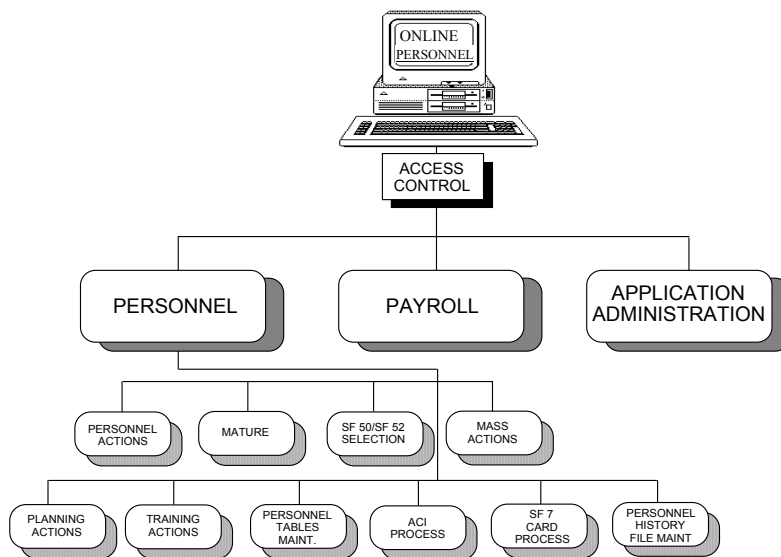 ONLINE
PERSONNEL
ACCESS
CONTROL
PERSONNEL
PAYROLL
APPLICATION
ADMINISTRATION
PERSONNEL
ACTIONS
MATURE
SF 50/SF 52
SELECTION
MASS
ACTIONS
PLANNING
ACTIONS
TRAINING
ACTIONS
PERSONNEL
TABLES
MAINT.
ACI
PROCESS
SF 7
CARD
PROCESS
PERSONNEL
HISTORY
FILE MAINT